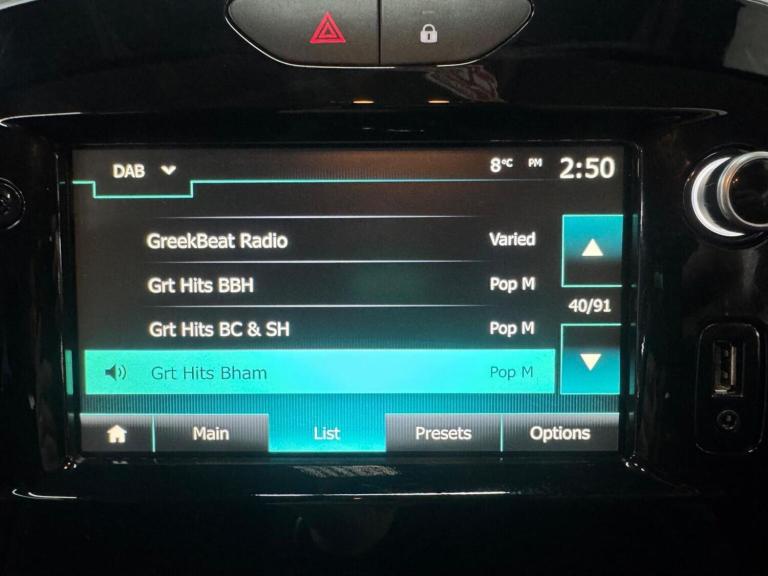 DAB 8°C PM 2:50
GreekBeat Radio Varied
Grt Hits BBH Pop M
Grt Hits BC & SH Pop M
40/91
Grt Hits Bham Pop M
Main List Presets Options